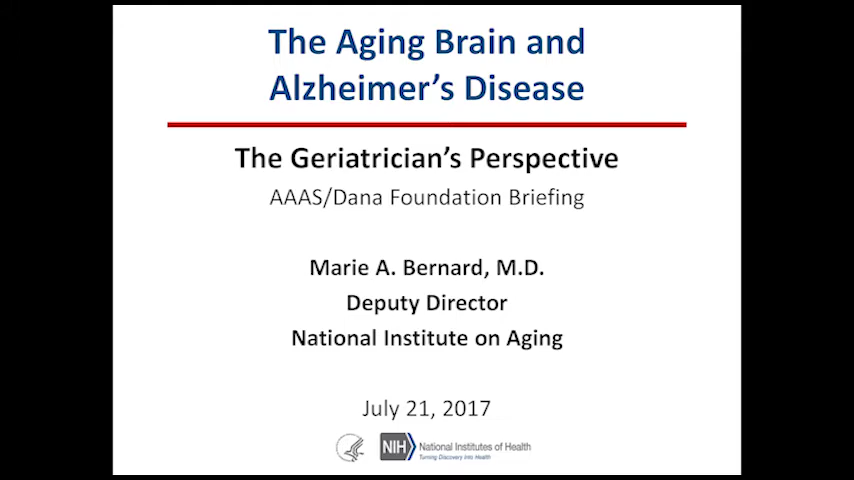 The Aging Brain and
Alzheimer’s Disease
The Geriatrician’s Perspective
AAAS/Dana Foundation Briefing
Marie A. Bernard, M.D.
Deputy Director
National Institute on Aging
July 21, 2017
NIH National Institutes of Health
Turning Discovery Into Health